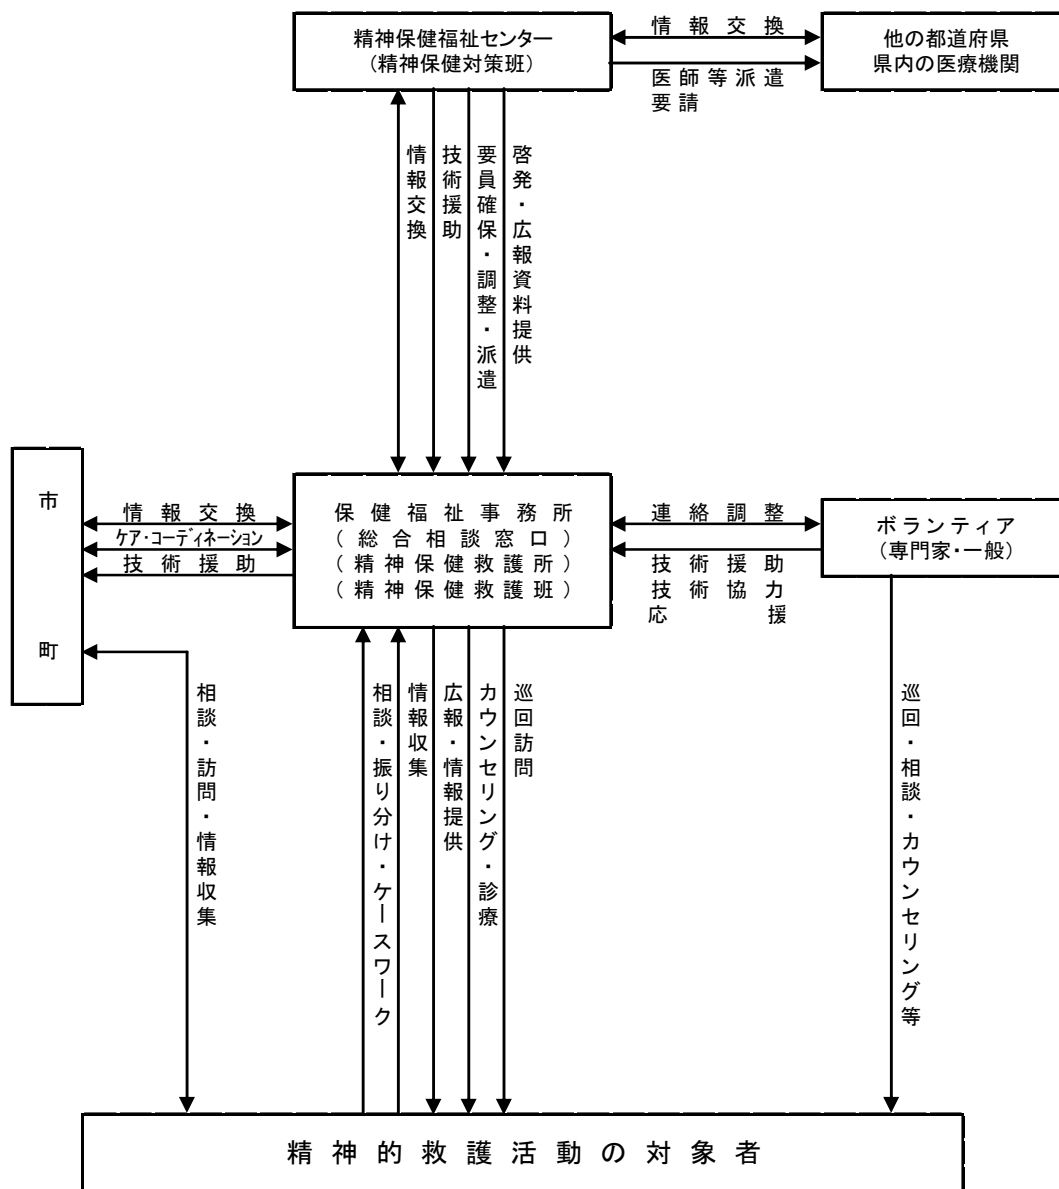 精神保健福祉センター
(精神保健対策班)
情報交換
医師等派遣
要請
他の都道府県
県内の医療機関
情報交換
技術援助
要員確保・調整・派遣
啓発・広報資料提供
市
町
情報交換
ケア・コーディネーション
技術援助
保健福祉事務所
(総合相談窓口)
(精神保健救護所)
(精神保健救護班)
連絡調整
技術援助
技術協力
応援
ボランティア
(専門家・一般)
相談・訪問・情報収集
相談・振り分け・ケースワーク
情報収集
広報・情報提供
カウンセリング・診療
巡回訪問
巡回・相談・カウンセリング等
精神的救護活動の対象者